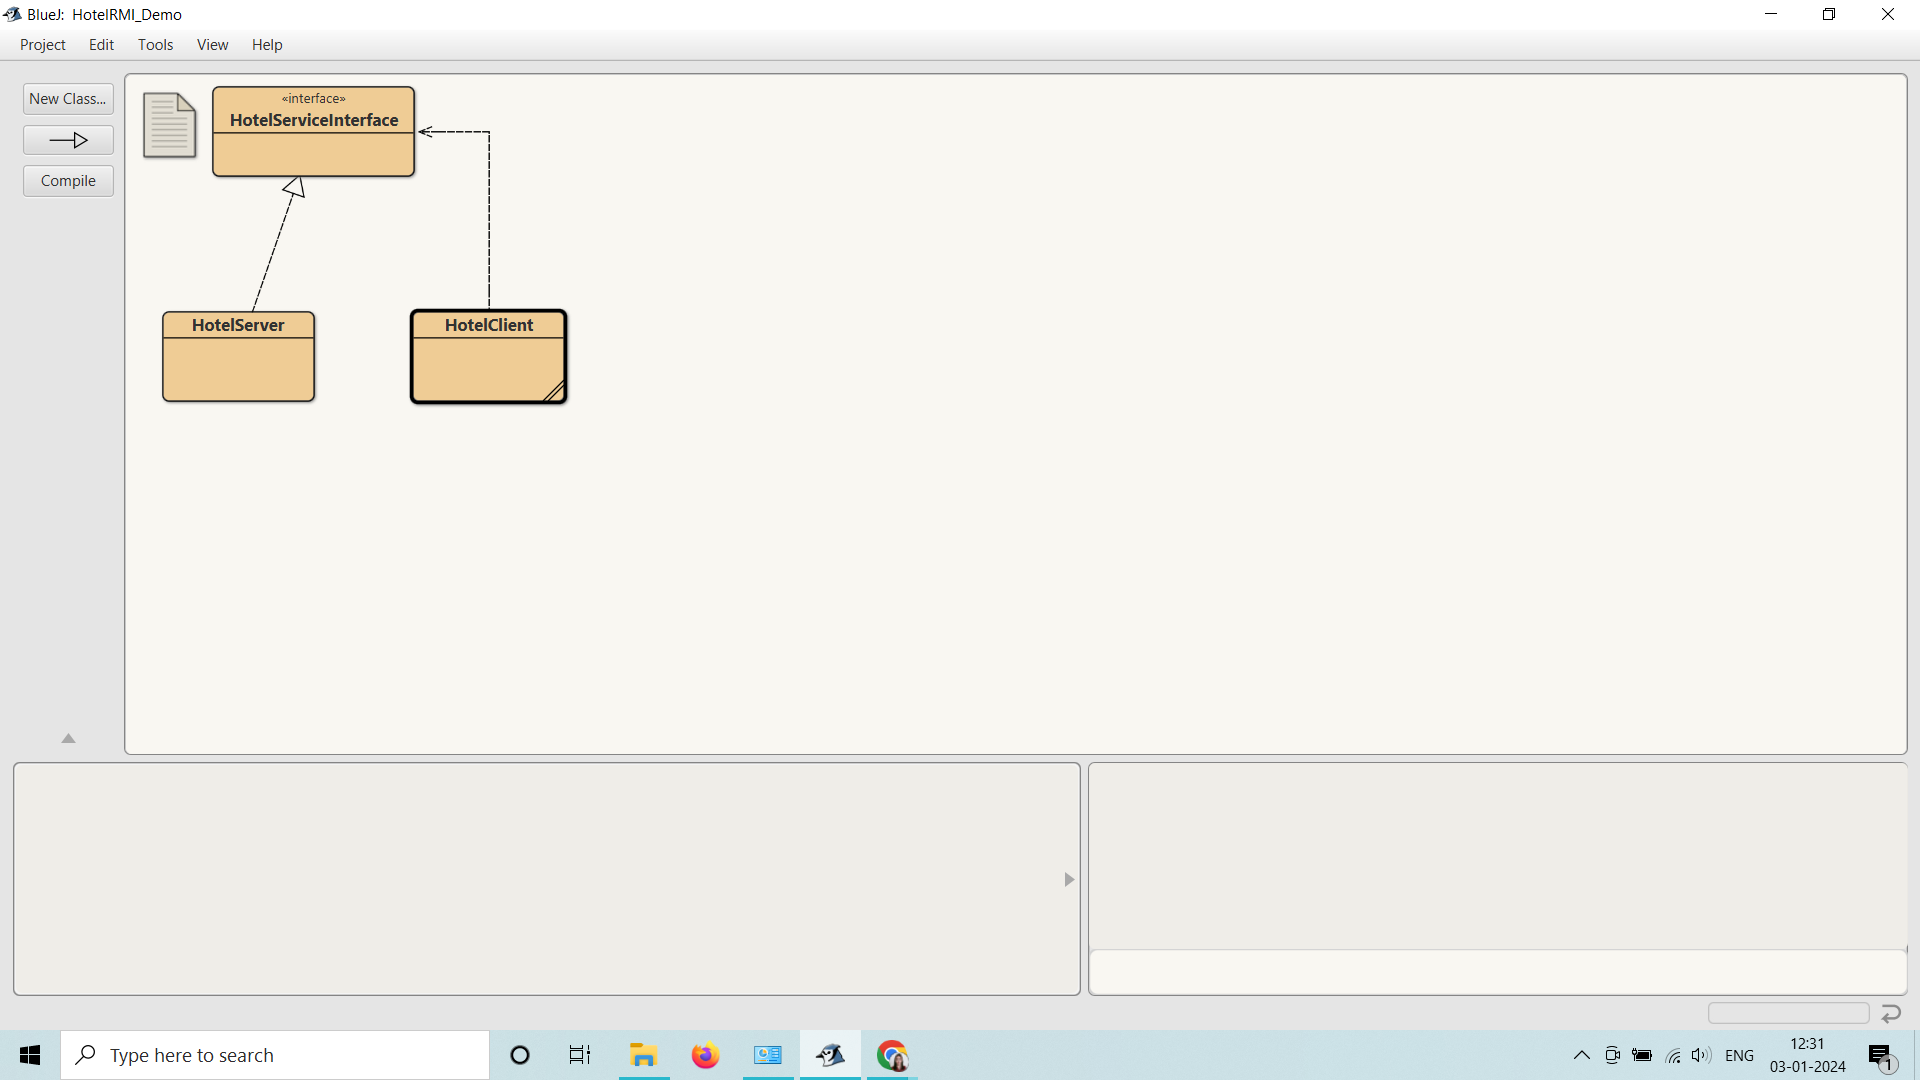 BlueJ: HotelRMI_Demo
Project Edit Tools View Help
New Class...
Compile
«interface»
HotelServiceInterface
HotelServer
HotelClient
Type here to search
ENG
12:31
03-01-2024
1